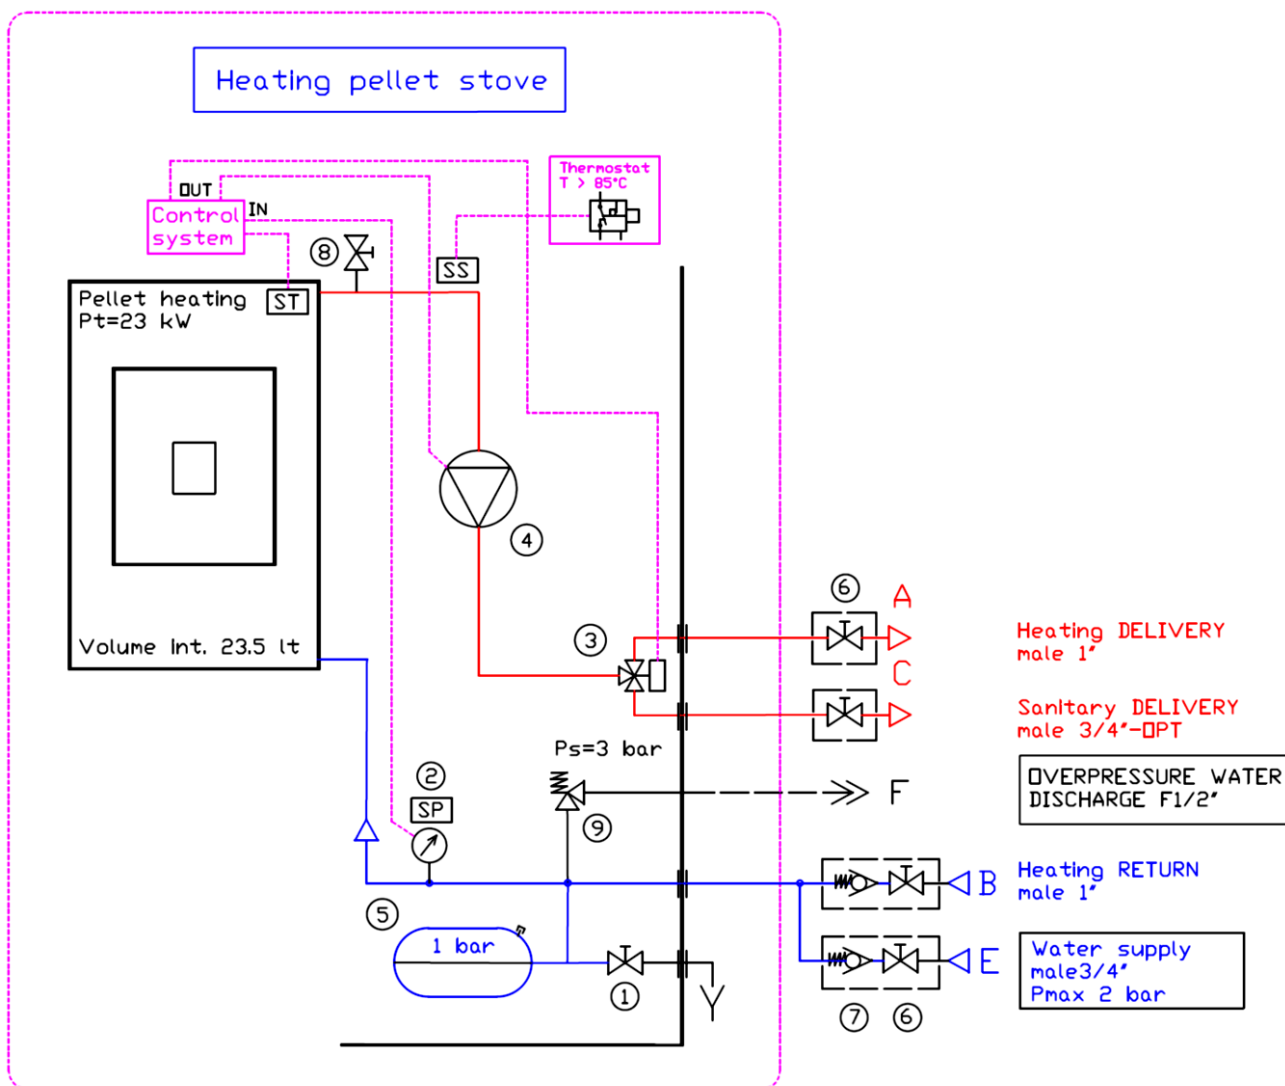 Heating pellet stove
Thermostat
T > 85°C
OUT
IN
Control
system
8
SS
Pellet heating
Pt=23 kW
ST
4
Volume Int. 23.5 lt
3
6
A
Heating DELIVERY
male 1"
C
Sanitary DELIVERY
male 3/4"-OPT
Ps=3 bar
2
SP
9
F
OVERPRESSURE WATER
DISCHARGE F1/2"
B
Heating RETURN
male 1"
5
1 bar
1
E
Water supply
male3/4"
Pmax 2 bar
7
6